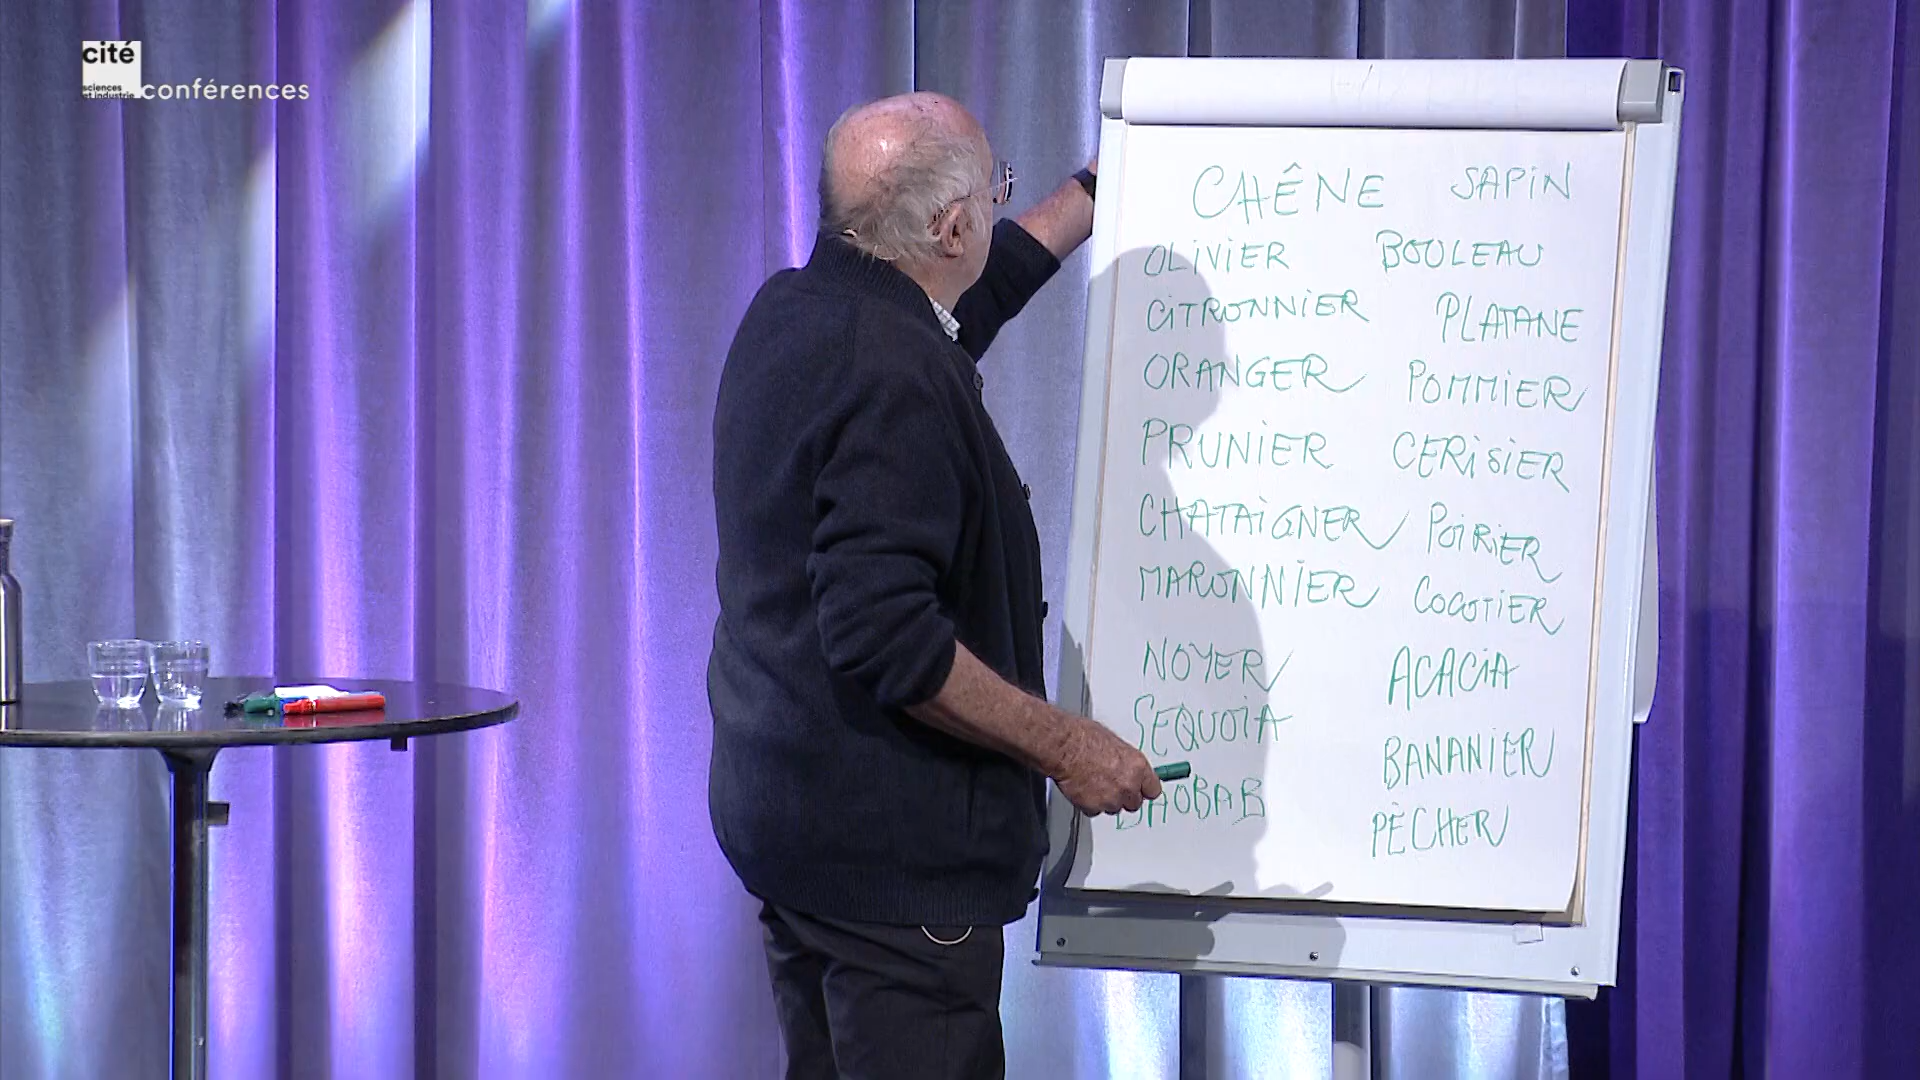 cité
sciences
et industrie
conférences
CHÊNE SAPIN
OLIVIER BOULEAU
CITRONNIER PLATANE
ORANGER POMMIER
PRUNIER CERISIER
CHATAIGNER POIRIER
MARONNIER COCOTIER
NOYER ACACIA
SEQUOIA BANANIER
BAOBAB PÊCHER